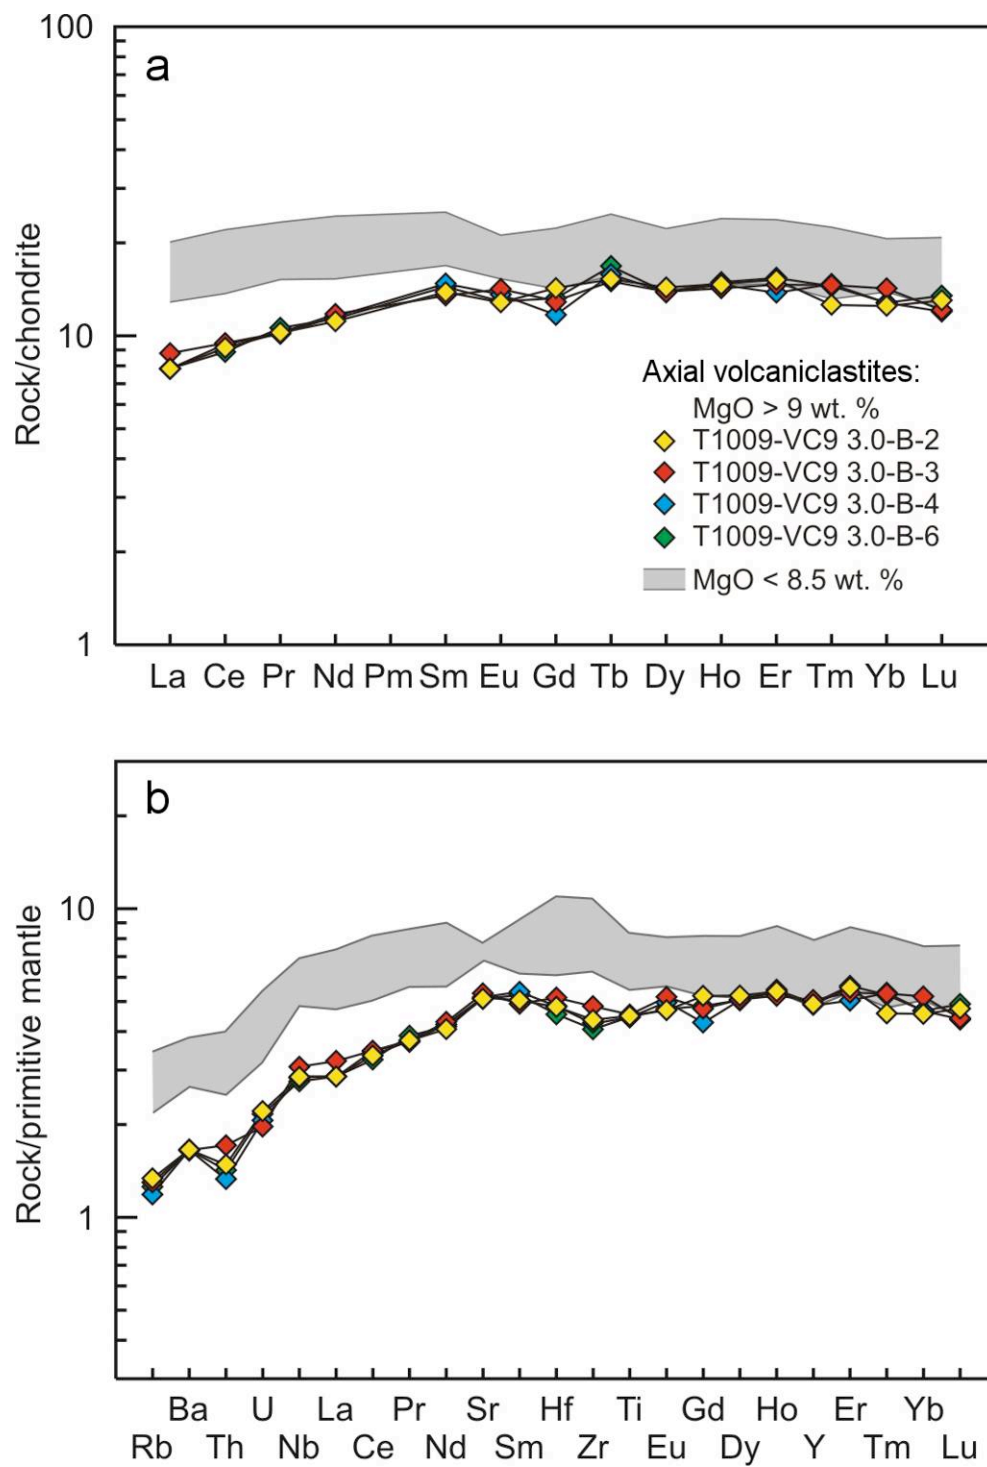 100
a
10
Rock/chondrite
Axial volcaniclastites:
MgO > 9 wt. %
T1009-VC9 3.0-B-2
T1009-VC9 3.0-B-3
T1009-VC9 3.0-B-4
T1009-VC9 3.0-B-6
MgO < 8.5 wt. %
1
La Ce Pr Nd Pm Sm Eu Gd Tb Dy Ho Er Tm Yb Lu
b
10
Rock/primitive mantle
1
Ba U La Pr Sr Hf Ti Gd Ho Er Yb
Rb Th Nb Ce Nd Sm Zr Eu Dy Y Tm Lu